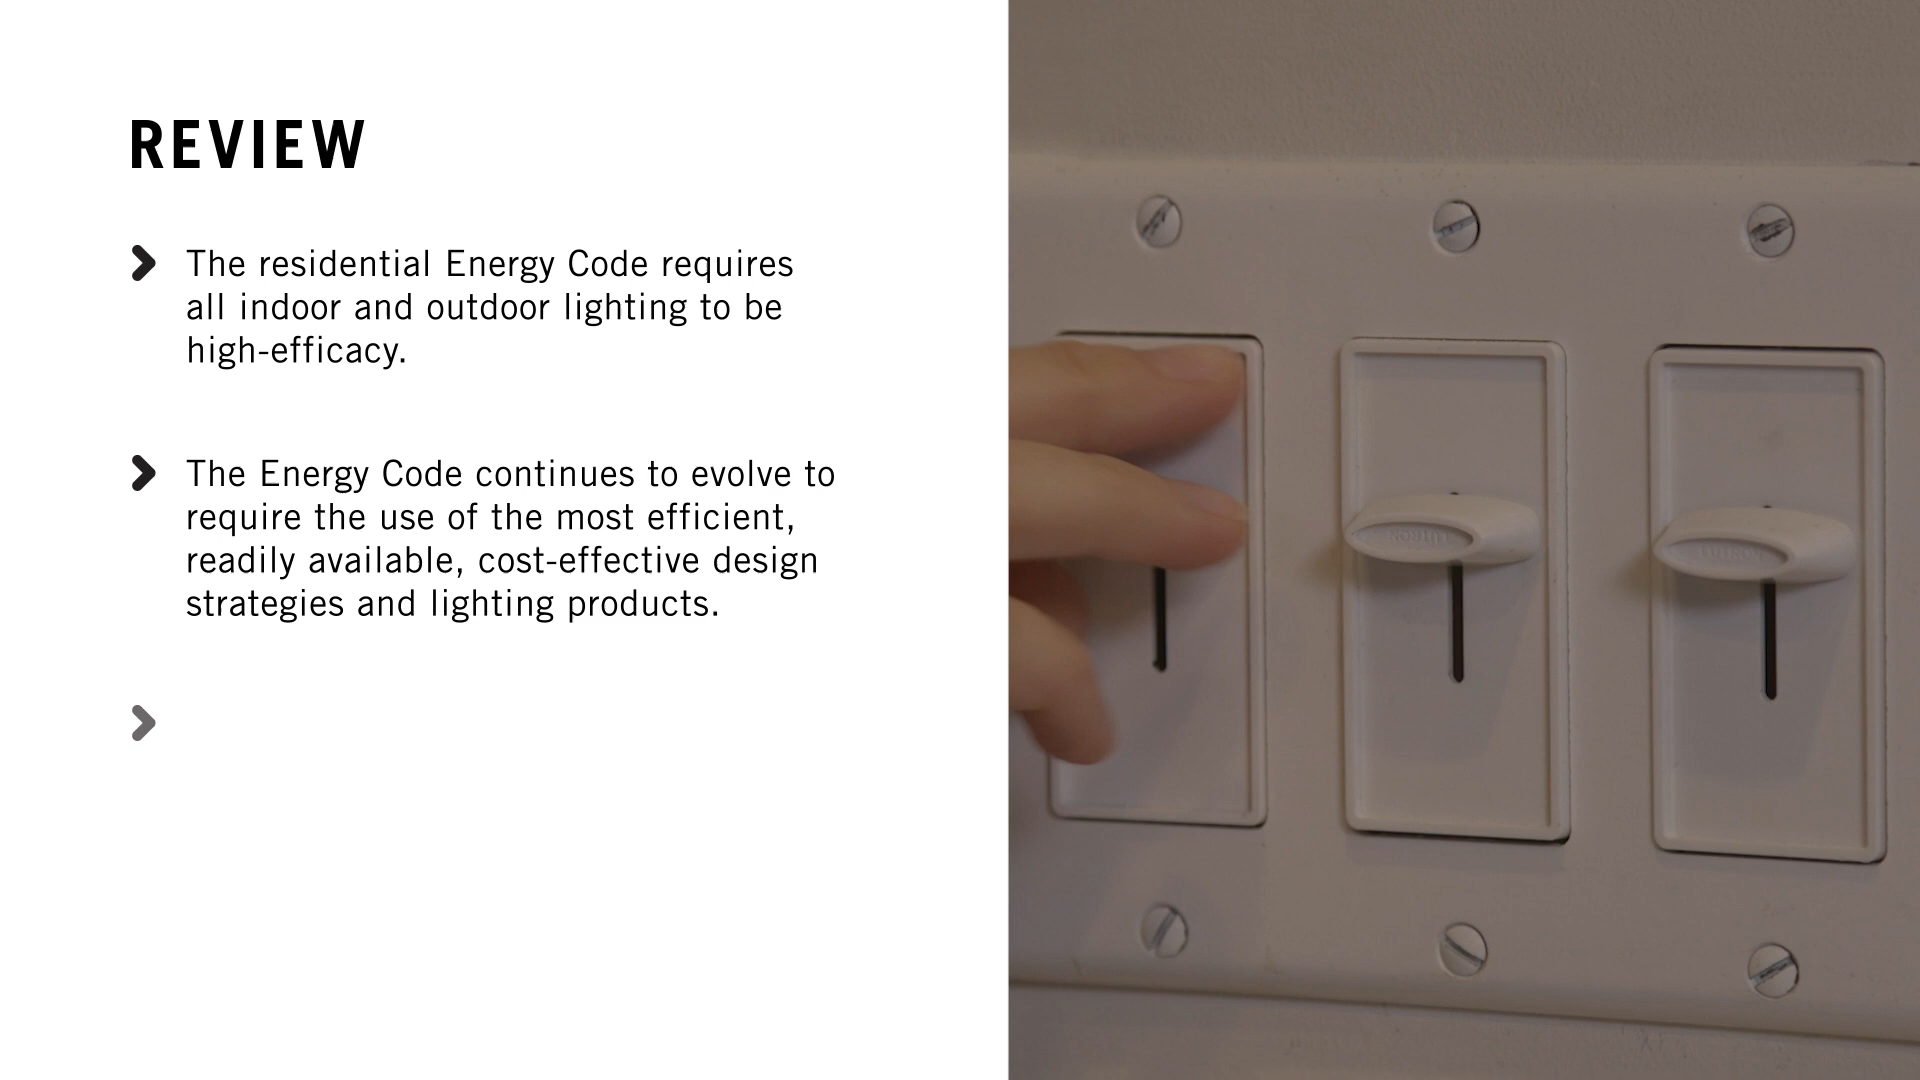 REVIEW
The residential Energy Code requires
all indoor and outdoor lighting to be
high-efficacy.
The Energy Code continues to evolve to
require the use of the most efficient,
readily available, cost-effective design
strategies and lighting products.
LUTRON
LUTRON